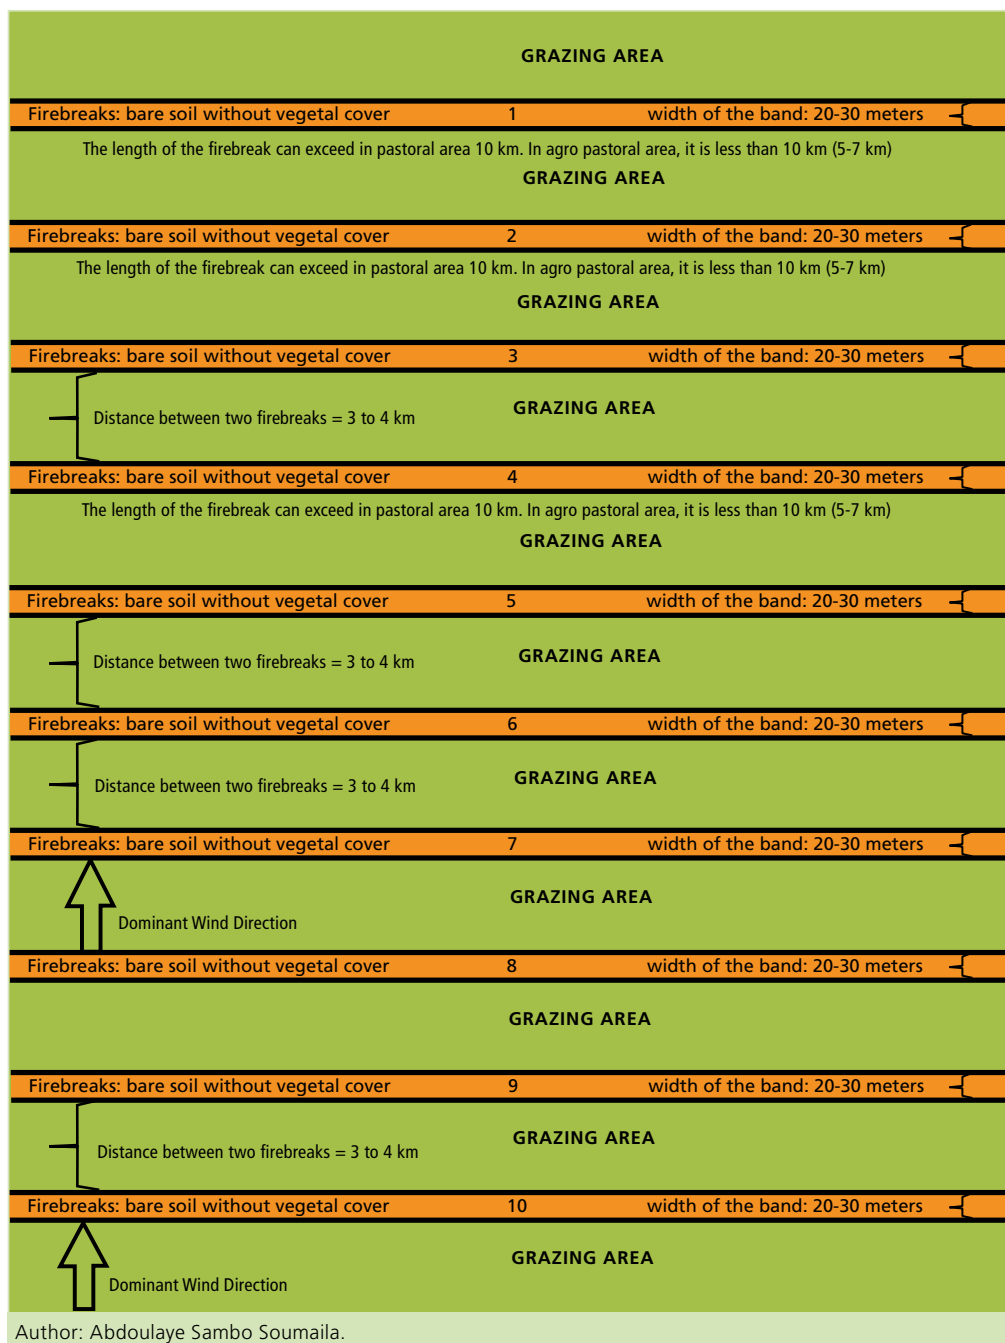 GRAZING AREA
Firebreaks: bare soil without vegetal cover 1 width of the band: 20-30 meters
The length of the firebreak can exceed in pastoral area 10 km. In agro pastoral area, it is less than 10 km (5-7 km)
GRAZING AREA
Firebreaks: bare soil without vegetal cover 2 width of the band: 20-30 meters
The length of the firebreak can exceed in pastoral area 10 km. In agro pastoral area, it is less than 10 km (5-7 km)
GRAZING AREA
Firebreaks: bare soil without vegetal cover 3 width of the band: 20-30 meters
Distance between two firebreaks = 3 to 4 km GRAZING AREA
Firebreaks: bare soil without vegetal cover 4 width of the band: 20-30 meters
The length of the firebreak can exceed in pastoral area 10 km. In agro pastoral area, it is less than 10 km (5-7 km)
GRAZING AREA
Firebreaks: bare soil without vegetal cover 5 width of the band: 20-30 meters
Distance between two firebreaks = 3 to 4 km GRAZING AREA
Firebreaks: bare soil without vegetal cover 6 width of the band: 20-30 meters
Distance between two firebreaks = 3 to 4 km GRAZING AREA
Firebreaks: bare soil without vegetal cover 7 width of the band: 20-30 meters
GRAZING AREA
Dominant Wind Direction
Firebreaks: bare soil without vegetal cover 8 width of the band: 20-30 meters
GRAZING AREA
Firebreaks: bare soil without vegetal cover 9 width of the band: 20-30 meters
GRAZING AREA
Distance between two firebreaks = 3 to 4 km
Firebreaks: bare soil without vegetal cover 10 width of the band: 20-30 meters
GRAZING AREA
Dominant Wind Direction
Author: Abdoulaye Sambo Soumaila.